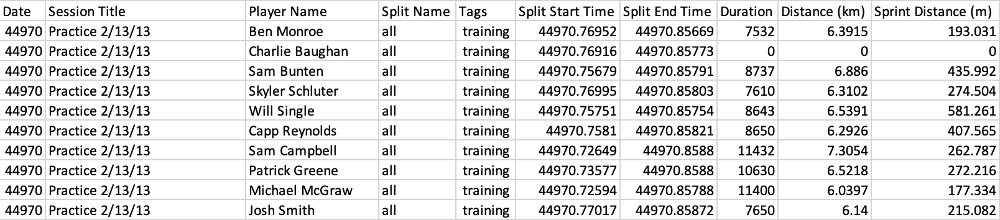 Date Session Title Player Name Split Name Tags Split Start Time Split End Time Duration Distance (km) Sprint Distance (m)
44970 Practice 2/13/13 Ben Monroe all training 44970.76952 44970.85669 7532 6.3915 193.031
44970 Practice 2/13/13 Charlie Baughan all training 44970.76916 44970.85773 0 0 0
44970 Practice 2/13/13 Sam Bunten all training 44970.75679 44970.85791 8737 6.886 435.992
44970 Practice 2/13/13 Skyler Schluter all training 44970.76995 44970.85803 7610 6.3102 274.504
44970 Practice 2/13/13 Will Single all training 44970.75751 44970.85754 8643 6.5391 581.261
44970 Practice 2/13/13 Capp Reynolds all training 44970.7581 44970.85821 8650 6.2926 407.565
44970 Practice 2/13/13 Sam Campbell all training 44970.72649 44970.8588 11432 7.3054 262.787
44970 Practice 2/13/13 Patrick Greene all training 44970.73577 44970.8588 10630 6.5218 272.216
44970 Practice 2/13/13 Michael McGraw all training 44970.72594 44970.85788 11400 6.0397 177.334
44970 Practice 2/13/13 Josh Smith all training 44970.77017 44970.85872 7650 6.14 215.082